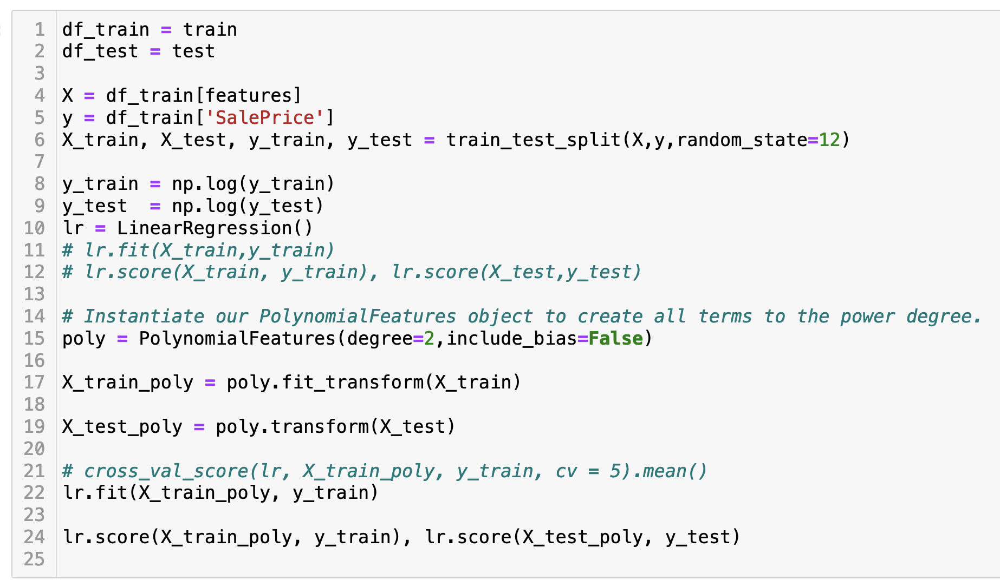 1 df_train = train
2 df_test = test
3
4 X = df_train[features]
5 y = df_train['SalePrice']
6 X_train, X_test, y_train, y_test = train_test_split(X,y,random_state=12)
7
8 y_train = np.log(y_train)
9 y_test  = np.log(y_test)
10 lr = LinearRegression()
11 # lr.fit(X_train,y_train)
12 # lr.score(X_train, y_train), lr.score(X_test,y_test)
13
14 # Instantiate our PolynomialFeatures object to create all terms to the power degree.
15 poly = PolynomialFeatures(degree=2,include_bias=False)
16
17 X_train_poly = poly.fit_transform(X_train)
18
19 X_test_poly = poly.transform(X_test)
20
21 # cross_val_score(lr, X_train_poly, y_train, cv = 5).mean()
22 lr.fit(X_train_poly, y_train)
23
24 lr.score(X_train_poly, y_train), lr.score(X_test_poly, y_test)
25